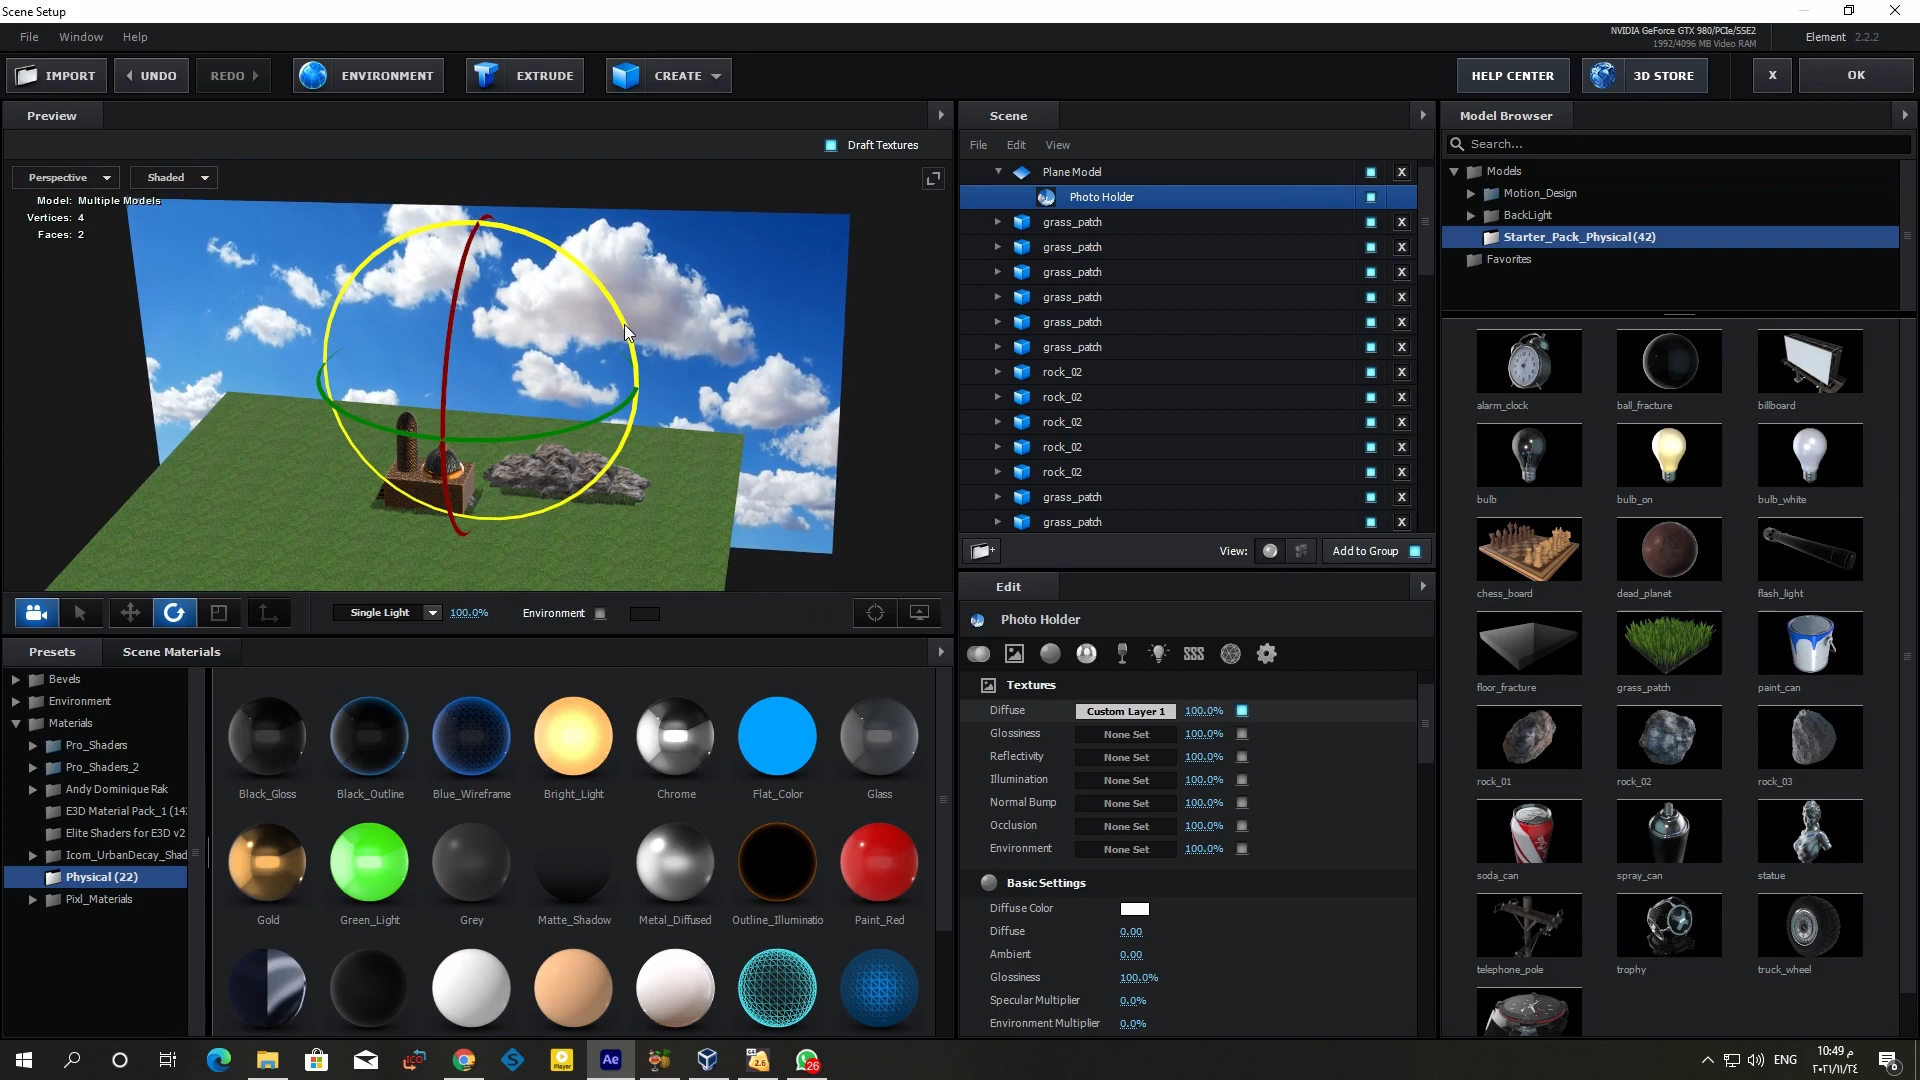 Scene Setup
File Window Help
NVIDIA GeForce GTX 980/PCIe/SSE2
1992/4096 MB Video RAM
Element 2.2.2
IMPORT UNDO REDO ENVIRONMENT EXTRUDE CREATE HELP CENTER 3D STORE X OK
Preview
Draft Textures
Perspective Shaded
Model: Multiple Models
Vertices: 4
Faces: 2
Single Light 100.0% Environment
Scene
File Edit View
Plane Model X
Photo Holder
grass_patch X
grass_patch X
grass_patch X
grass_patch X
grass_patch X
grass_patch X
rock_02 X
rock_02 X
rock_02 X
rock_02 X
rock_02 X
grass_patch X
grass_patch X
View: Add to Group
Model Browser
Search...
Models
Motion_Design
BackLight
Starter_Pack_Physical (42)
Favorites
alarm_clock ball_fracture billboard
bulb bulb_on bulb_white
chess_board dead_planet flash_light
floor_fracture grass_patch paint_can
rock_01 rock_02 rock_03
soda_can spray_can statue
telephone_pole trophy truck_wheel
Presets Scene Materials
Bevels
Environment
Materials
Pro_Shaders
Pro_Shaders_2
Andy Dominique Rak
E3D Material Pack_1 (14
Elite Shaders for E3D v2
Icom_UrbanDecay_Shad
Physical (22)
Pixl_Materials
Black_Gloss Black_Outline Blue_Wireframe Bright_Light Chrome Flat_Color Glass
Gold Green_Light Grey Matte_Shadow Metal_Diffused Outline_Illuminatio Paint_Red
Edit
Photo Holder
Textures
Diffuse Custom Layer 1 100.0%
Glossiness None Set 100.0%
Reflectivity None Set 100.0%
Illumination None Set 100.0%
Normal Bump None Set 100.0%
Occlusion None Set 100.0%
Environment None Set 100.0%
Basic Settings
Diffuse Color
Diffuse 0.00
Ambient 0.00
Glossiness 100.0%
Specular Multiplier 0.0%
Environment Multiplier 0.0%
ICO
S
Player
Ae
2.6
26
ENG
10:49 م
٢٠٢١/١١/٢٤